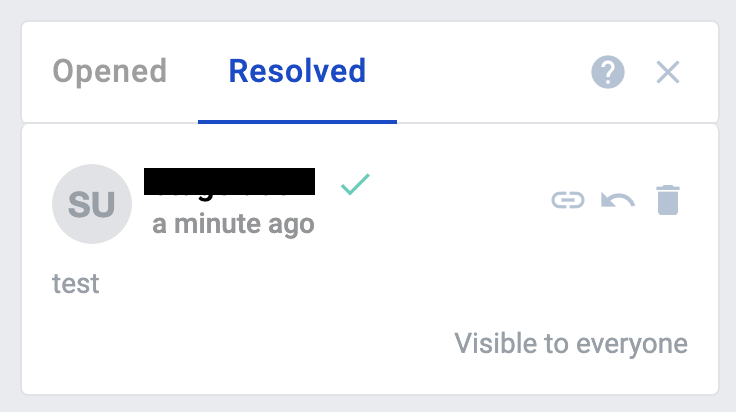 Opened
Resolved
?
SU
a minute ago
test
Visible to everyone